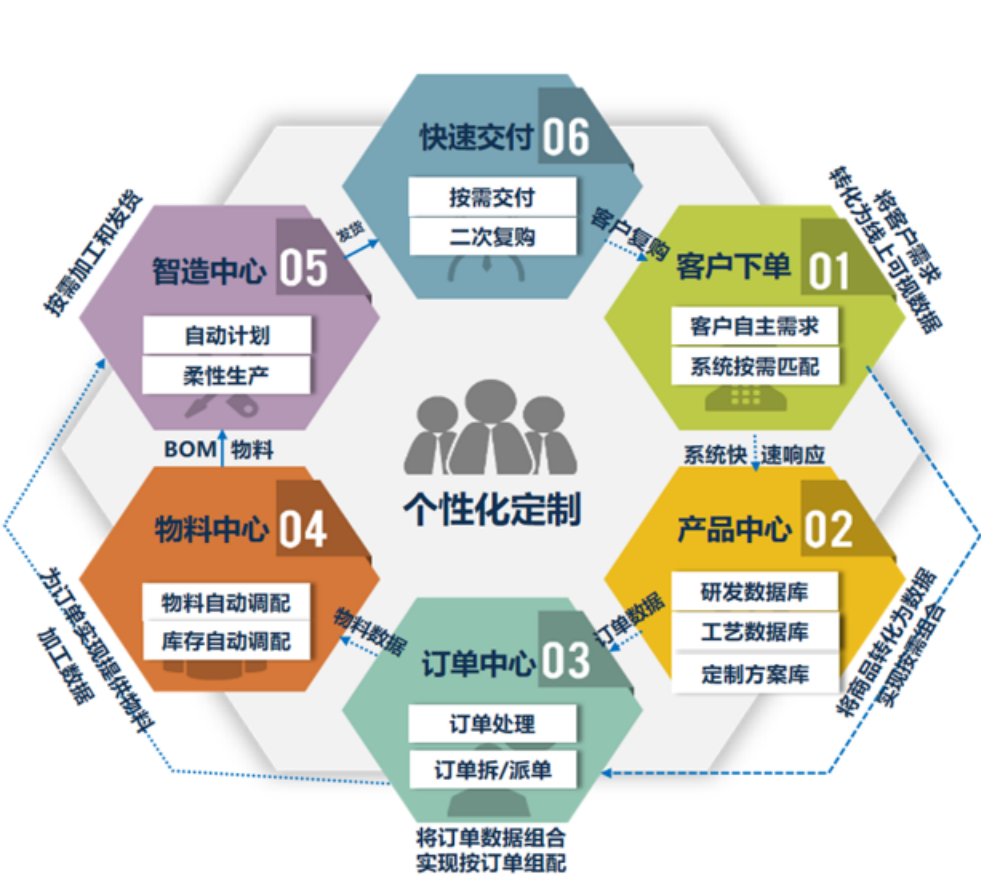 快速交付 06
按需交付
二次复购
客户复购
客户下单 01
客户自主需求
系统按需匹配
将客户需求
转化为线上可视数据
系统快速响应
产品中心 02
研发数据库
工艺数据库
定制方案库
将商品转化为数据
实现按需组合
订单数据
订单中心 03
订单处理
订单拆/派单
将订单数据组合
实现按订单组配
物料数据
物料中心 04
物料自动调配
库存自动调配
为订单实现提供物料
加工数据
BOM 物料
智造中心 05
自动计划
柔性生产
按需加工和发货
发货
个性化定制